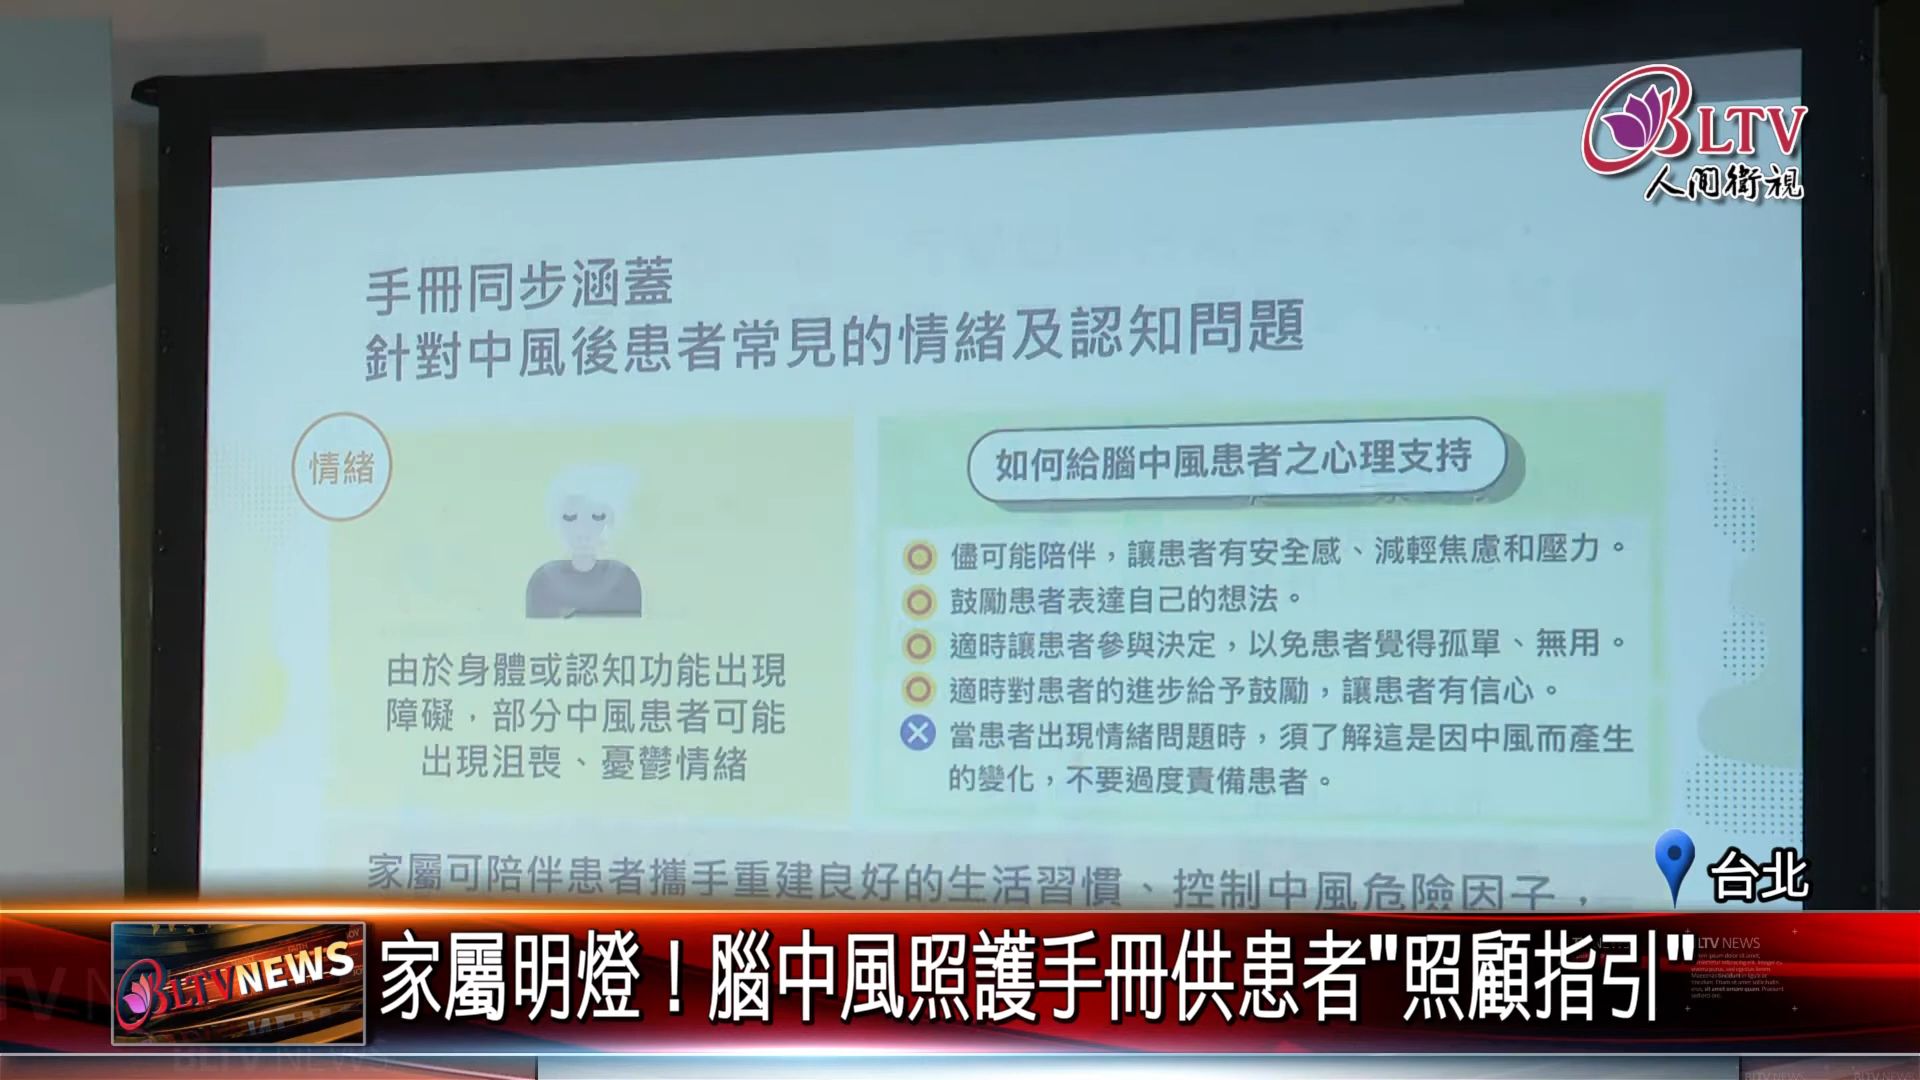 BLTV
人間衛視
手冊同步涵蓋
針對中風後患者常見的情緒及認知問題
情緒
由於身體或認知功能出現
障礙，部分中風患者可能
出現沮喪、憂鬱情緒
如何給腦中風患者之心理支持
儘可能陪伴，讓患者有安全感、減輕焦慮和壓力。
鼓勵患者表達自己的想法。
適時讓患者參與決定，以免患者覺得孤單、無用。
適時對患者的進步給予鼓勵，讓患者有信心。
當患者出現情緒問題時，須了解這是因中風而產生
的變化，不要過度責備患者。
家屬可陪伴患者攜手重建良好的生活習慣、控制中風危險因子，
台北
BLTVNEWS
家屬明燈！腦中風照護手冊供患者"照顧指引"
LTV NEWS